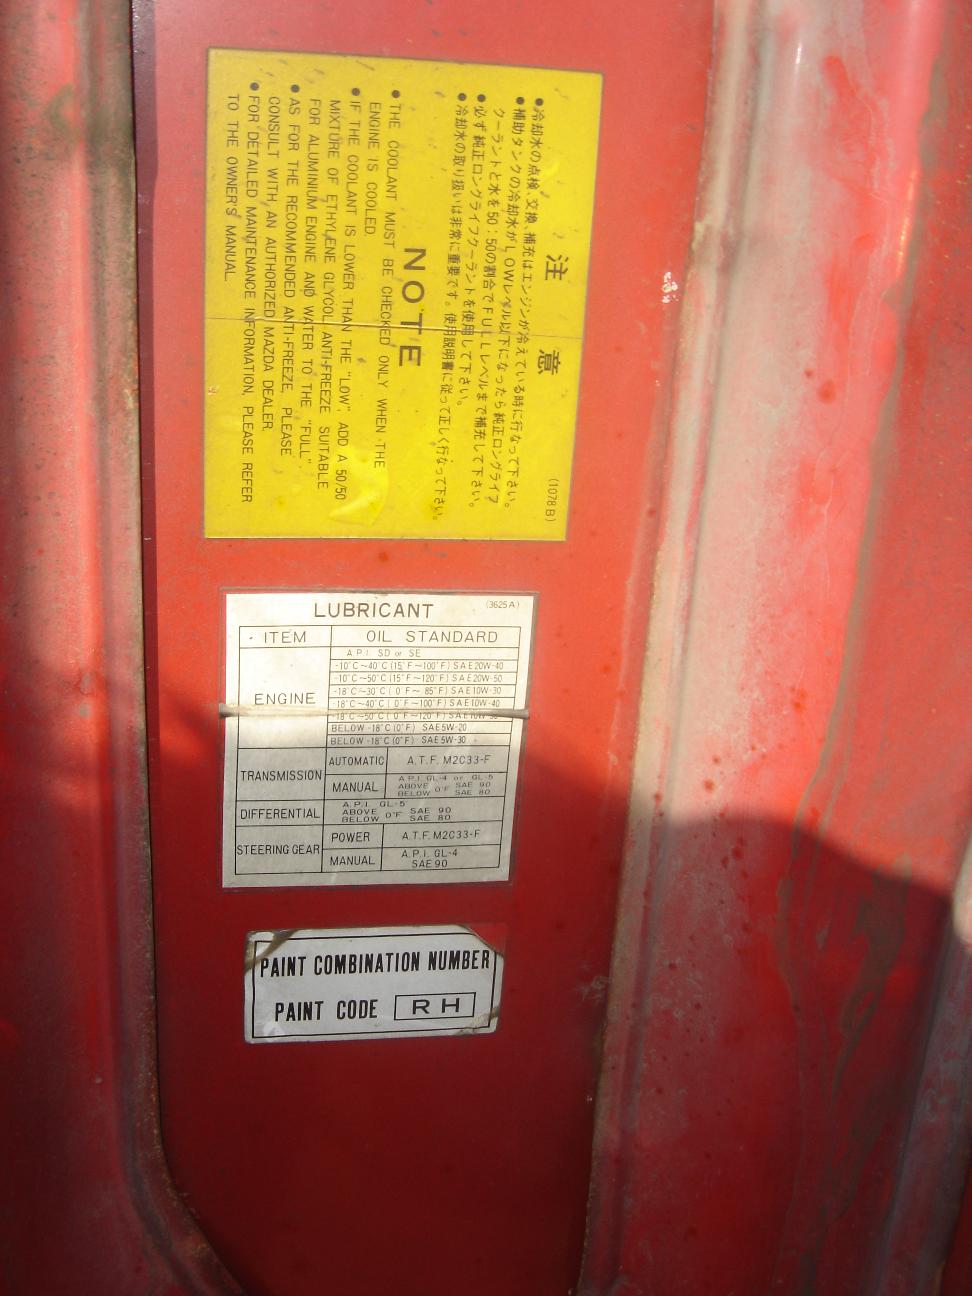 注 意
(1078B)
●冷却水の点検、交換、補充はエンジンが冷えている時に行なって下さい。
●補助タンクの冷却水がLOWレベル以下になったら純正ロングライフ
クーラントと水を50:50の割合でFULLレベルまで補充して下さい。
●必ず純正ロングライフクーラントを使用して下さい。
●冷却水の取り扱いは非常に重要です。使用説明書に従って正しく行なって下さい。
NOTE
● THE COOLANT MUST BE CHECKED ONLY WHEN THE
ENGINE IS COOLED.
● IF THE COOLANT IS LOWER THAN THE "LOW", ADD A 50/50
MIXTURE OF ETHYLENE GLYCOL ANTI-FREEZE SUITABLE
FOR ALUMINIUM ENGINE AND WATER TO THE "FULL".
● AS FOR THE RECOMMENDED ANTI-FREEZE, PLEASE
CONSULT WITH AN AUTHORIZED MAZDA DEALER.
● FOR DETAILED MAINTENANCE INFORMATION, PLEASE REFER
TO THE OWNER'S MANUAL.
LUBRICANT (3625A)
ITEM OIL STANDARD
ENGINE
A.P.I. SD or SE
-10°C~40°C (15°F~100°F) SAE20W-40
-10°C~50°C (15°F~120°F) SAE20W-50
-18°C~30°C (0°F~ 85°F) SAE10W-30
-18°C~40°C (0°F~100°F) SAE10W-40
-18°C~50°C (0°F~120°F) SAE10W-50
BELOW -18°C (0°F) SAE5W-20
BELOW -18°C (0°F) SAE5W-30
TRANSMISSION
AUTOMATIC A.T.F. M2C33-F
MANUAL
A.P.I. GL-4 or GL-5
ABOVE 0°F SAE 90
BELOW 0°F SAE 80
DIFFERENTIAL
A.P.I. GL-5
ABOVE 0°F SAE 90
BELOW 0°F SAE 80
STEERING GEAR
POWER A.T.F. M2C33-F
MANUAL
A.P.I. GL-4
SAE 90
PAINT COMBINATION NUMBER
PAINT CODE RH